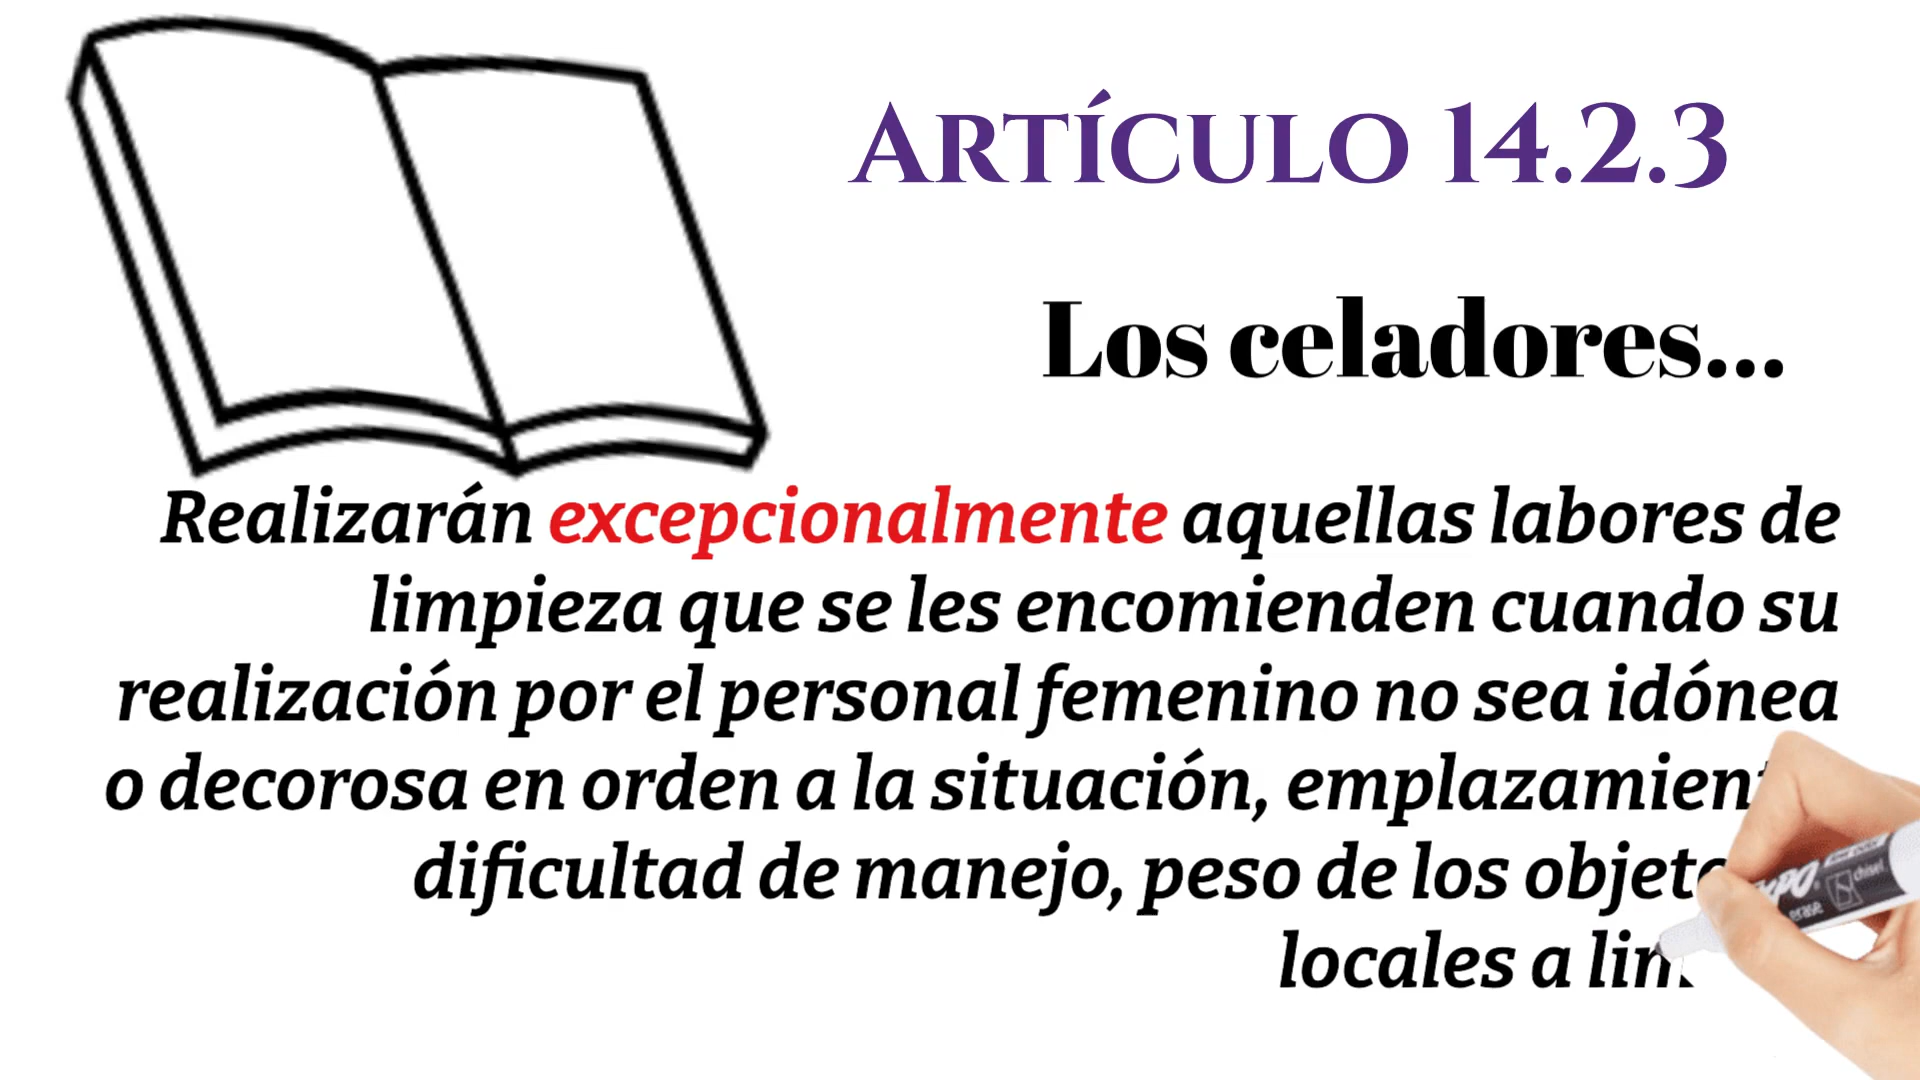 Artículo 14.2.3
Los celadores...
Realizarán excepcionalmente aquellas labores de
limpieza que se les encomienden cuando su
realización por el personal femenino no sea idónea
o decorosa en orden a la situación,
dificultad de manejo, peso de los
locales a
chisel
erase